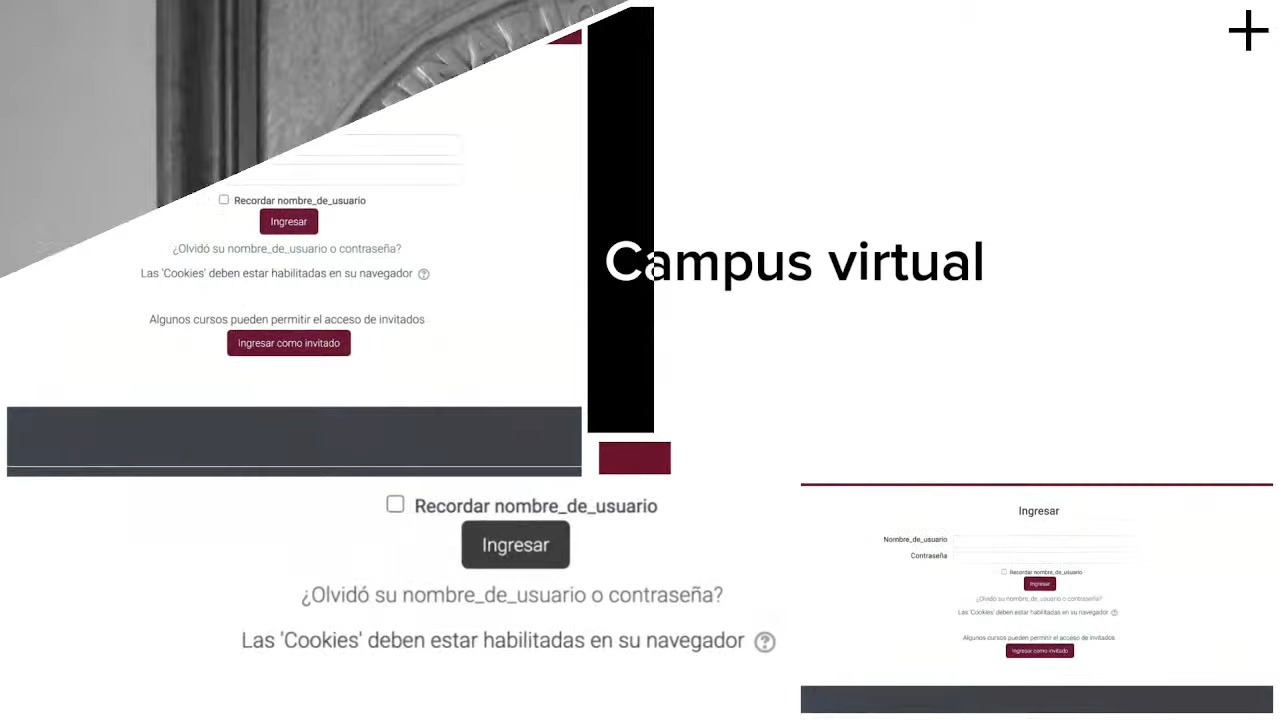 Recordar nombre_de_usuario
Ingresar
¿Olvidó su nombre_de_usuario o contraseña?
Las 'Cookies' deben estar habilitadas en su navegador
Algunos cursos pueden permitir el acceso de invitados
Ingresar como invitado
Campus virtual
Recordar nombre_de_usuario
Ingresar
¿Olvidó su nombre_de_usuario o contraseña?
Las 'Cookies' deben estar habilitadas en su navegador
Ingresar
Nombre_de_usuario
Contraseña
Recordar nombre_de_usuario
Ingresar
¿Olvidó su nombre_de_usuario o contraseña?
Las 'Cookies' deben estar habilitadas en su navegador
Algunos cursos pueden permitir el acceso de invitados
Ingresar como invitado